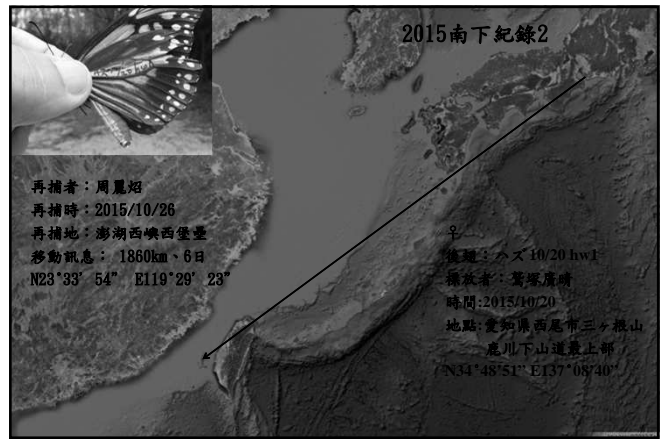 2015南下紀錄2
再捕者：周麗炤
再捕時：2015/10/26
再捕地：澎湖西嶼西堡壘
移動訊息： 1860km、6日
N23°33' 54” E119°29' 23”
♀
後翅：ハズ 10/20 hw1
標放者：鷲塚廣晴
時間:2015/10/20
地點:愛知県西尾市三ヶ根山
鹿川下山道最上部
N34°48'51” E137°08'40”